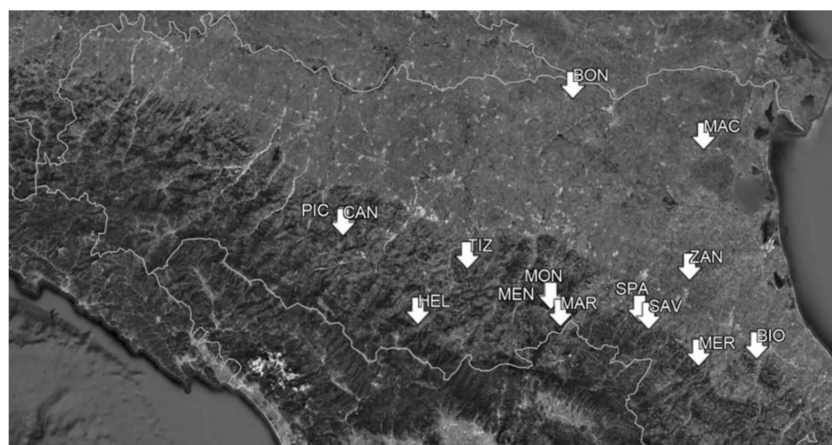 BON
MAC
PIC CAN
TIZ
ZAN
MON
MEN
HEL
MAR
SPA
SAV
MER
BIO